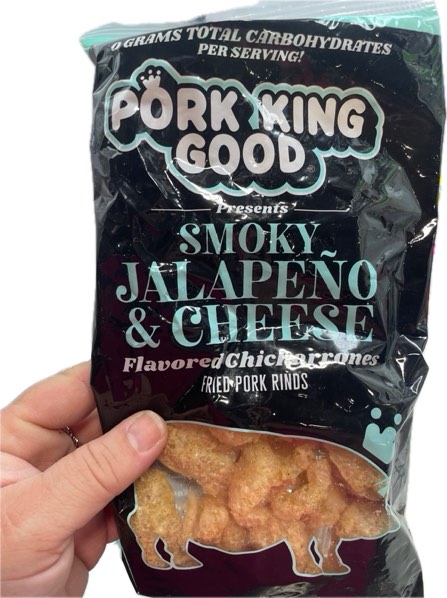 0 GRAMS TOTAL CARBOHYDRATES
PER SERVING!
PORK KING
GOOD
Presents
SMOKY
JALAPEÑO
& CHEESE
Flavored Chicharrones
FRIED PORK RINDS